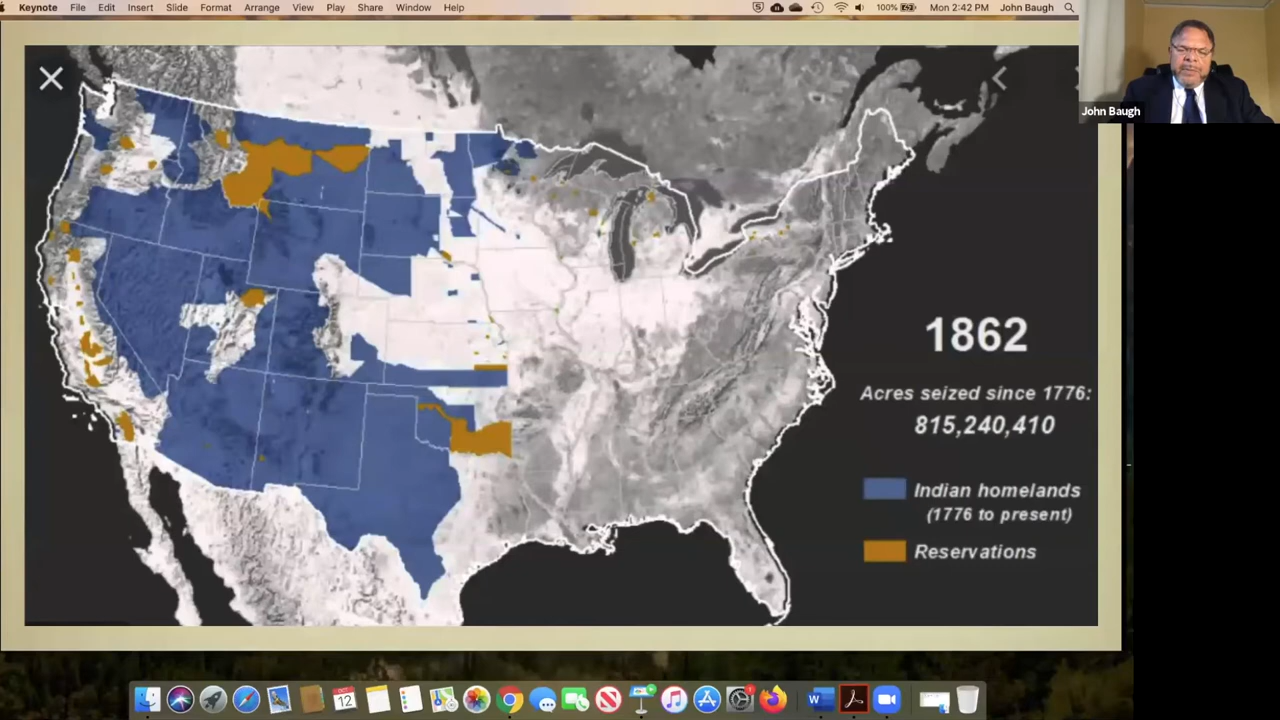 Keynote File Edit Insert Slide Format Arrange View Play Share Window Help 100% Mon 2:42 PM John Baugh
John Baugh
1862
Acres seized since 1776:
815,240,410
Indian homelands
(1776 to present)
Reservations
12